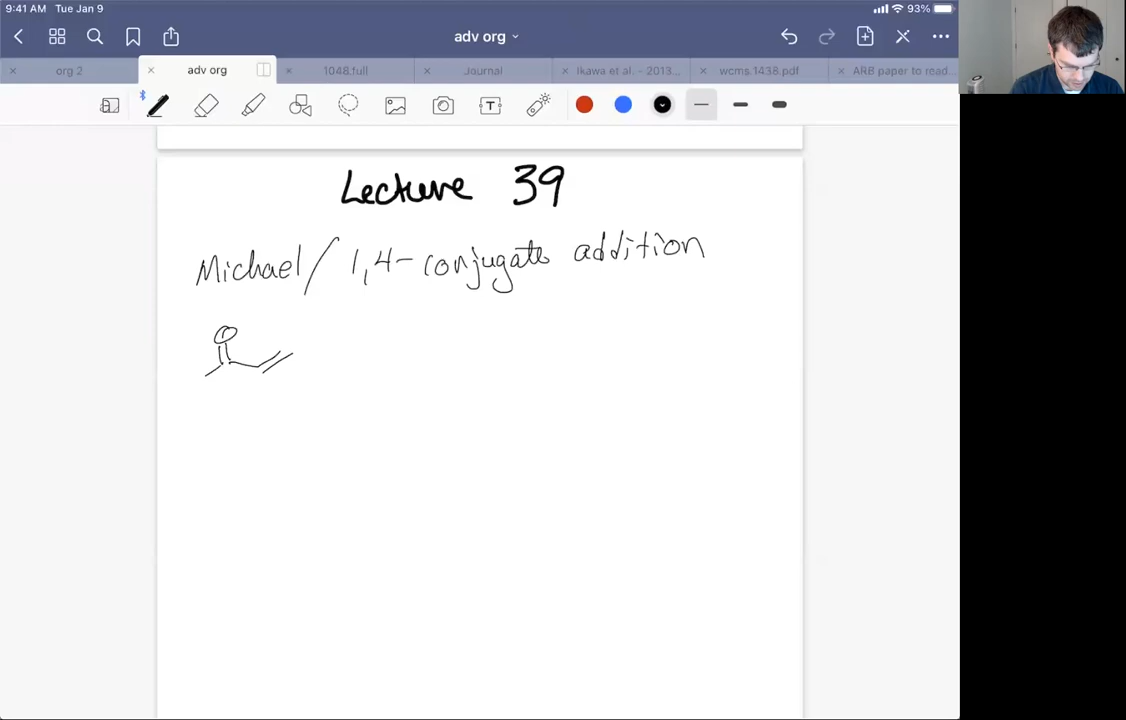 9:41 AM Tue Jan 9
93%
adv org
org 2
adv org
1048.full
Journal
Ikawa et al. - 2013...
wcms.1438.pdf
ARB paper to read...
T
Lecture 39
Michael/1,4-conjugate addition
O